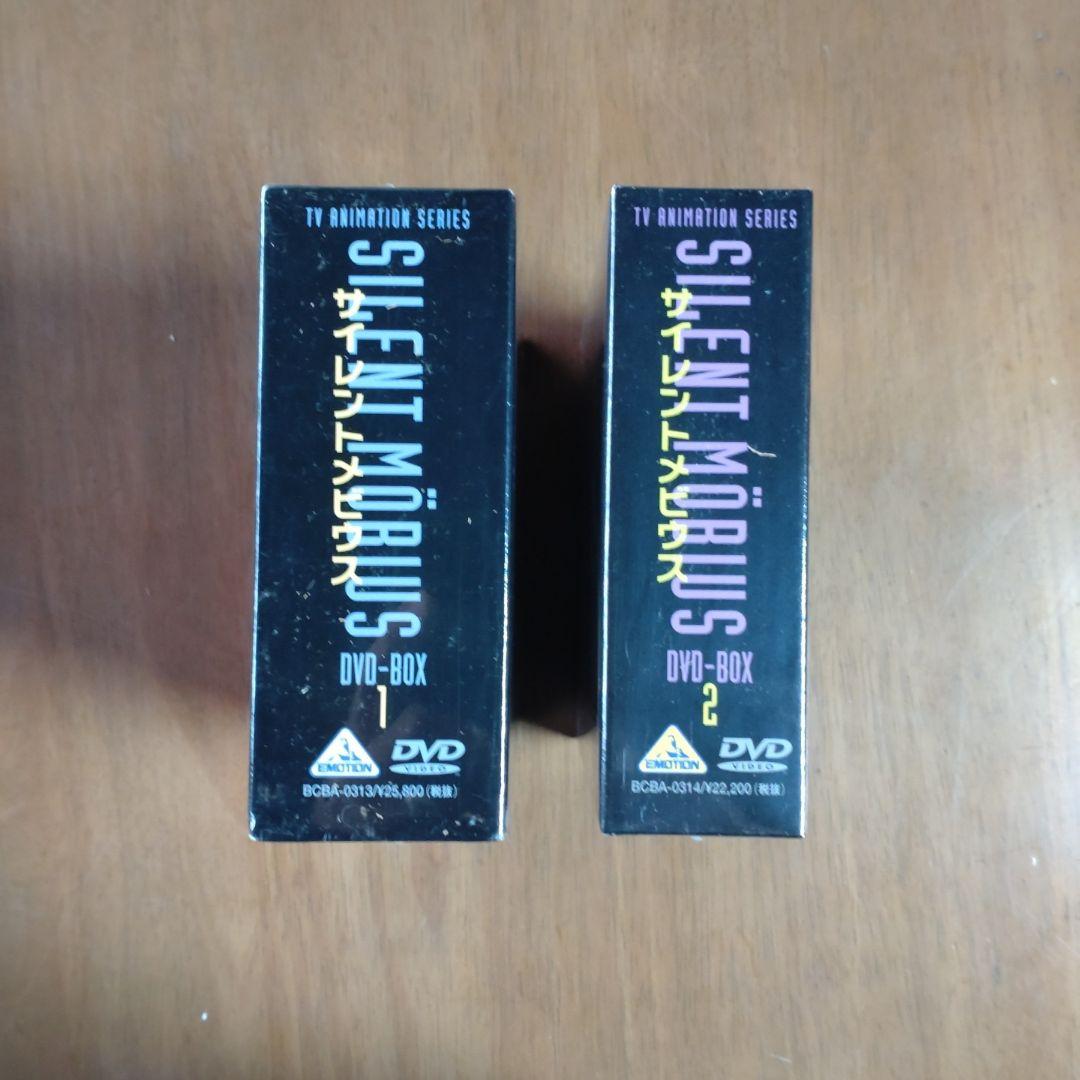 TV ANIMATION SERIES
SILENT MÖBIUS
サイレントメビウス
DVD-BOX
1
EMOTION
DVD
VIDEO
BCBA-0313/¥25,800(税抜)
TV ANIMATION SERIES
SILENT MÖBIUS
サイレントメビウス
DVD-BOX
2
EMOTION
DVD
VIDEO
BCBA-0314/¥22,200(税抜)